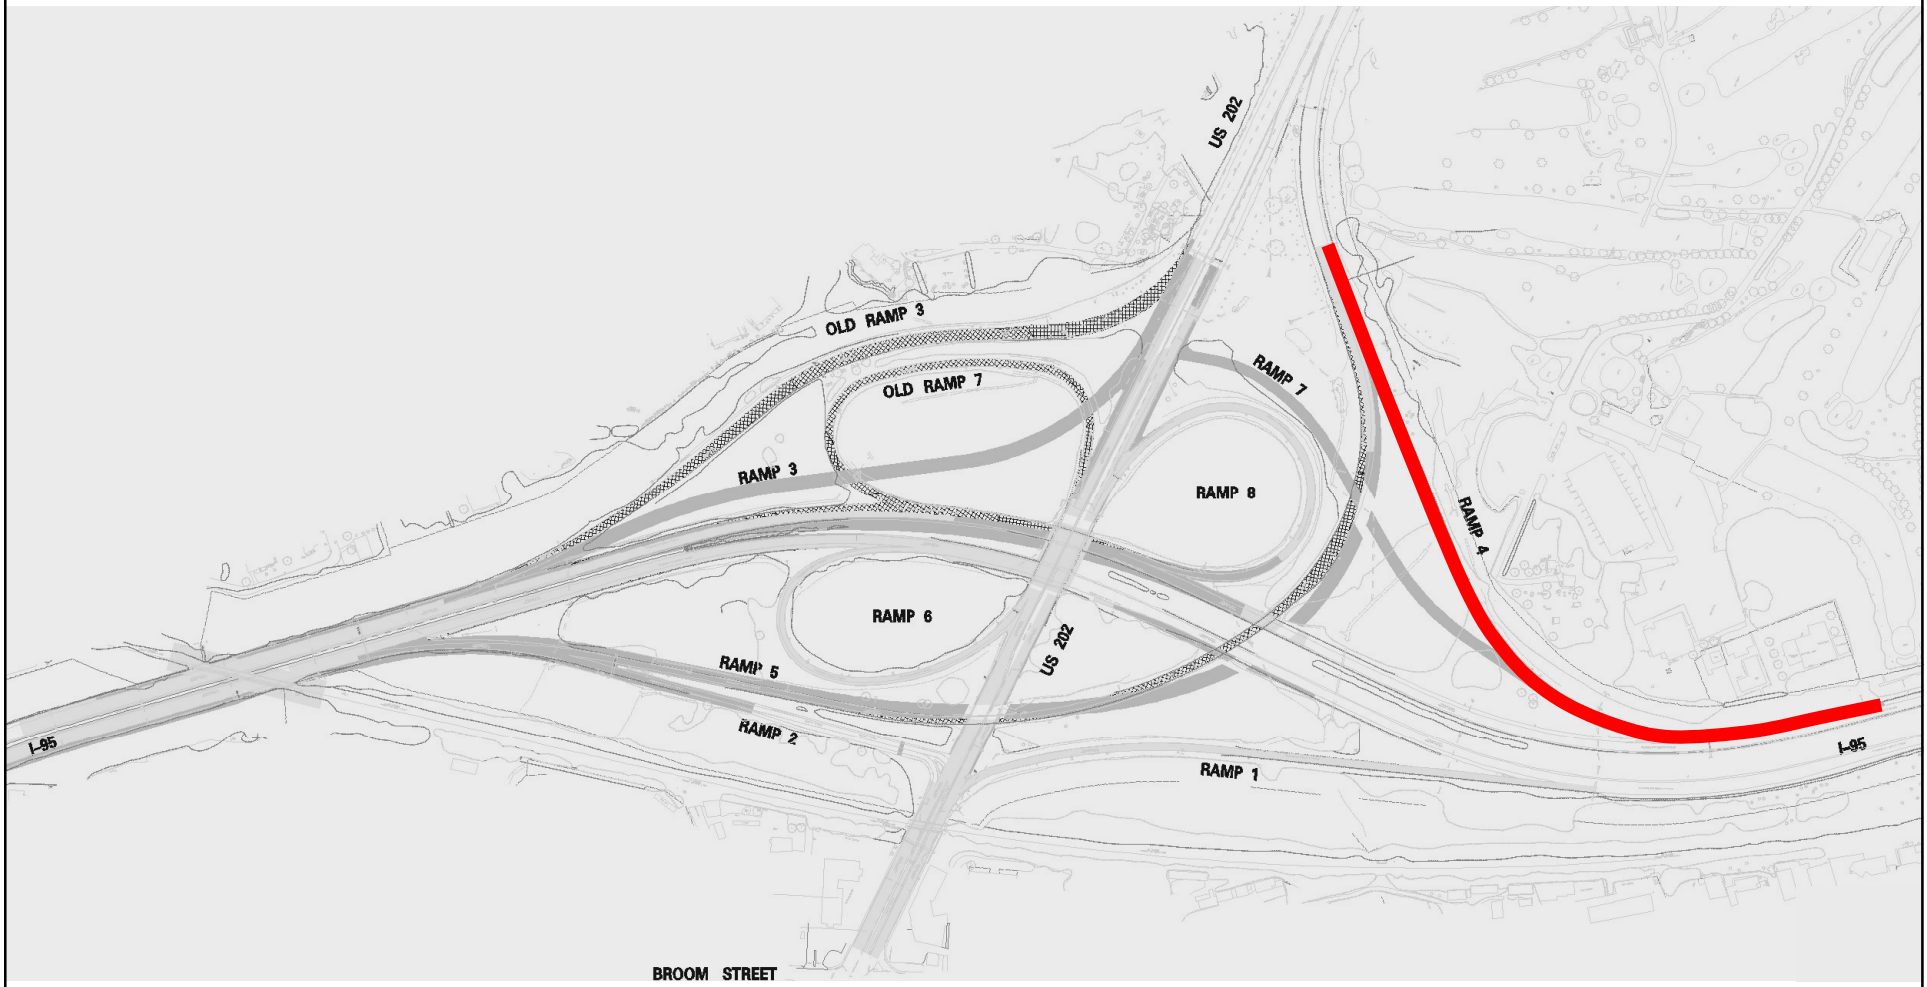 US 202
OLD RAMP 3
OLD RAMP 7
RAMP 7
RAMP 3
RAMP 8
RAMP 4
RAMP 6
US 202
RAMP 5
RAMP 2
I-95
I-95
RAMP 1
BROOM STREET